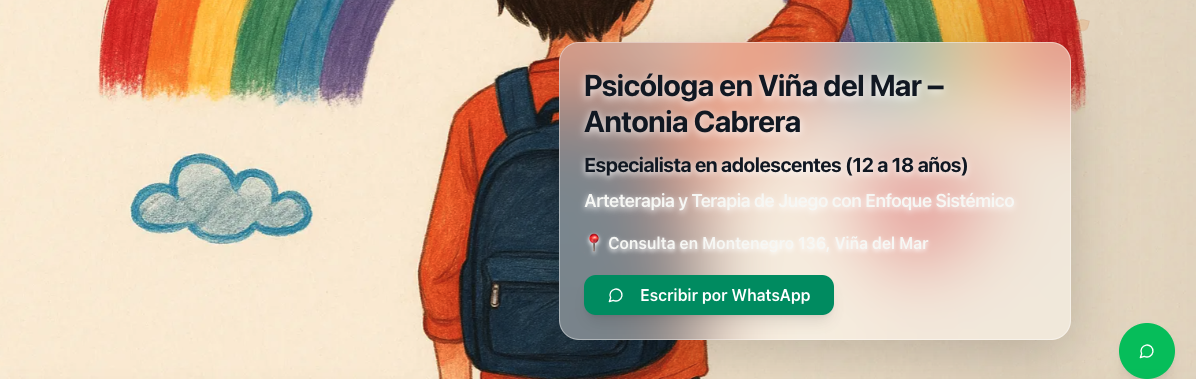 Psicóloga en Viña del Mar –
Antonia Cabrera
Especialista en adolescentes (12 a 18 años)
Arteterapia y Terapia de Juego con Enfoque Sistémico
📍 Consulta en Montenegro 136, Viña del Mar
Escribir por WhatsApp